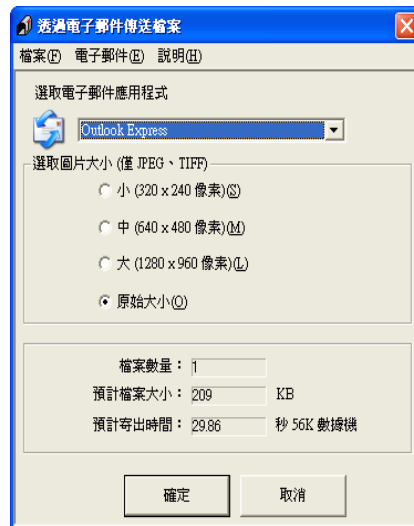 透過電子郵件傳送檔案
檔案(F) 電子郵件(E) 說明(H)
選取電子郵件應用程式
Outlook Express
選取圖片大小 (僅 JPEG、TIFF)
小 (320 x 240 像素)(S)
中 (640 x 480 像素)(M)
大 (1280 x 960 像素)(L)
原始大小(O)
檔案數量： 1
預計檔案大小： 209 KB
預計寄出時間： 29.86 秒 56K 數據機
確定 取消